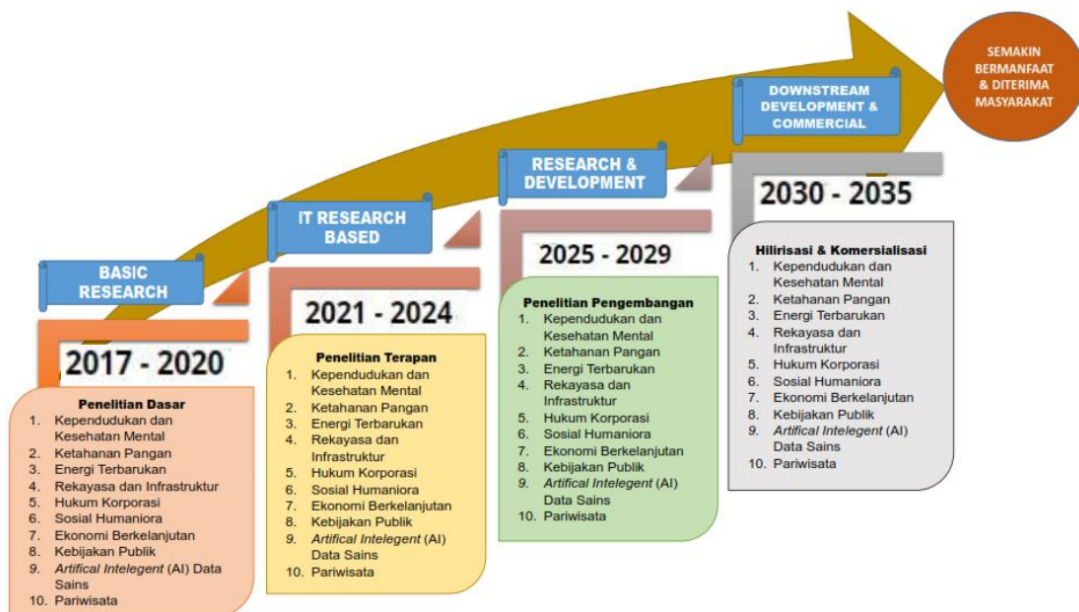 SEMAKIN
BERMANFAAT
& DITERIMA
MASYARAKAT
BASIC
RESEARCH
2017 - 2020
Penelitian Dasar
1. Kependudukan dan
Kesehatan Mental
2. Ketahanan Pangan
3. Energi Terbarukan
4. Rekayasa dan Infrastruktur
5. Hukum Korporasi
6. Sosial Humaniora
7. Ekonomi Berkelanjutan
8. Kebijakan Publik
9. Artifical Intelegent (AI) Data
Sains
10. Pariwisata
IT RESEARCH
BASED
2021 - 2024
Penelitian Terapan
1. Kependudukan dan
Kesehatan Mental
2. Ketahanan Pangan
3. Energi Terbarukan
4. Rekayasa dan
Infrastruktur
5. Hukum Korporasi
6. Sosial Humaniora
7. Ekonomi Berkelanjutan
8. Kebijakan Publik
9. Artifical Intelegent (AI)
Data Sains
10. Pariwisata
RESEARCH &
DEVELOPMENT
2025 - 2029
Penelitian Pengembangan
1. Kependudukan dan
Kesehatan Mental
2. Ketahanan Pangan
3. Energi Terbarukan
4. Rekayasa dan
Infrastruktur
5. Hukum Korporasi
6. Sosial Humaniora
7. Ekonomi Berkelanjutan
8. Kebijakan Publik
9. Artifical Intelegent (AI)
Data Sains
10. Pariwisata
DOWNSTREAM
DEVELOPMENT &
COMMERCIAL
2030 - 2035
Hilirisasi & Komersialisasi
1. Kependudukan dan
Kesehatan Mental
2. Ketahanan Pangan
3. Energi Terbarukan
4. Rekayasa dan
Infrastruktur
5. Hukum Korporasi
6. Sosial Humaniora
7. Ekonomi Berkelanjutan
8. Kebijakan Publik
9. Artifical Intelegent (AI)
Data Sains
10. Pariwisata